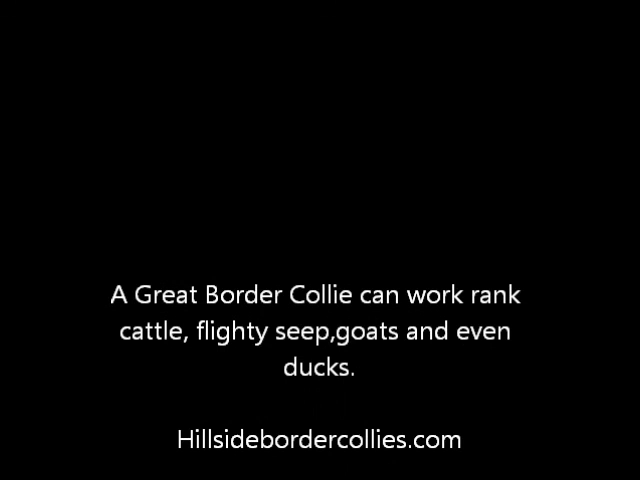 A Great Border Collie can work rank
cattle, flighty seep,goats and even
ducks.
Hillsidebordercollies.com